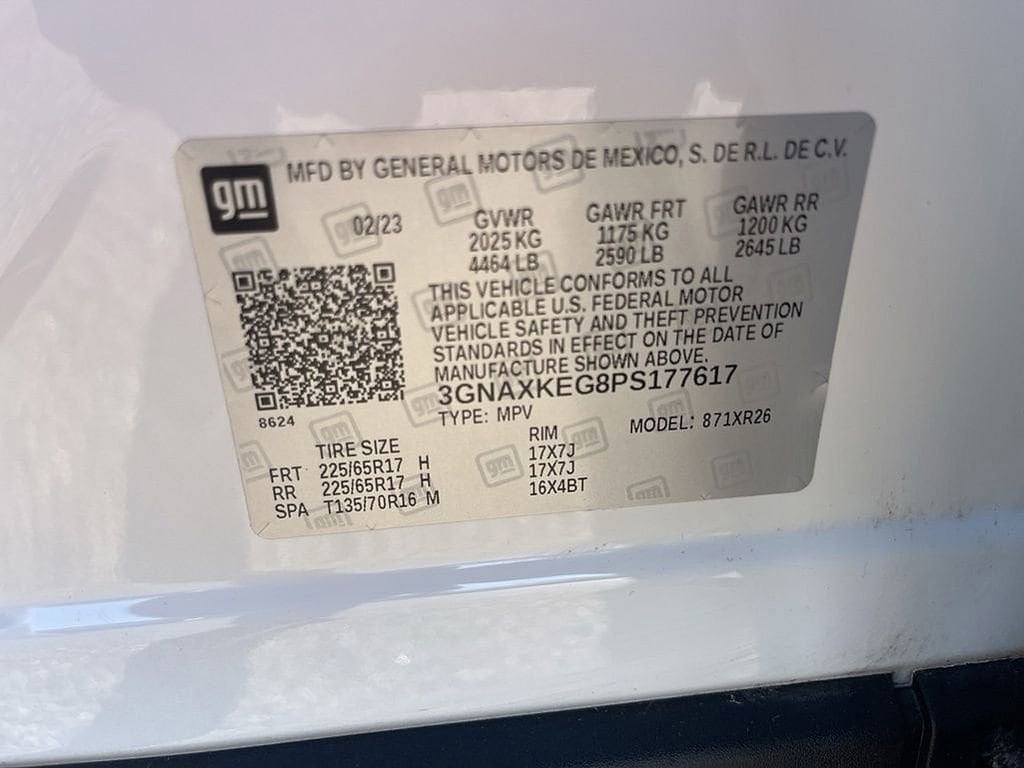 gm
MFD BY GENERAL MOTORS DE MEXICO, S. DE R.L. DE C.V.
02/23
GVWR
2025 KG
4464 LB
GAWR FRT
1175 KG
2590 LB
GAWR RR
1200 KG
2645 LB
THIS VEHICLE CONFORMS TO ALL
APPLICABLE U.S. FEDERAL MOTOR
VEHICLE SAFETY AND THEFT PREVENTION
STANDARDS IN EFFECT ON THE DATE OF
MANUFACTURE SHOWN ABOVE.
3GNAXKEG8PS177617
8624
TYPE: MPV
MODEL: 871XR26
TIRE SIZE RIM
FRT 225/65R17 H 17X7J
RR 225/65R17 H 17X7J
SPA T135/70R16 M 16X4BT